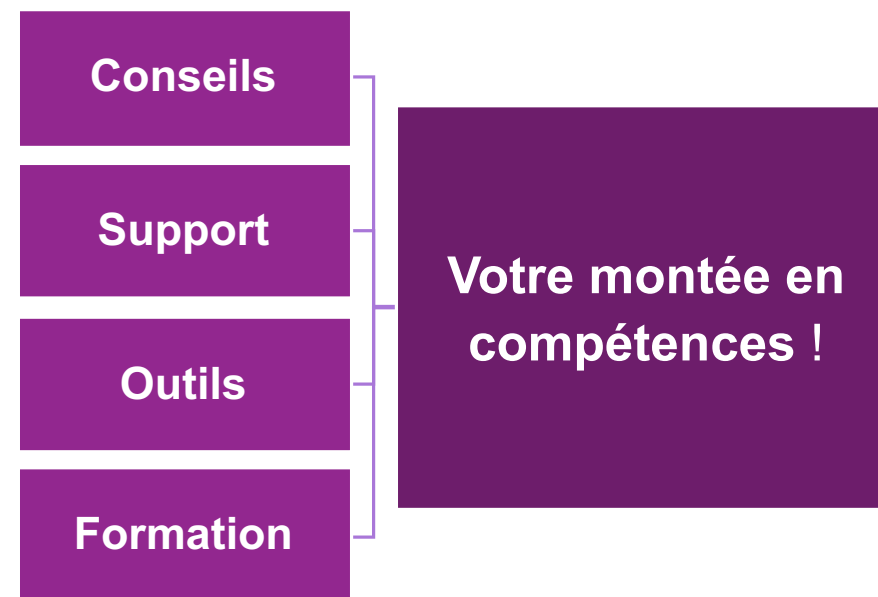 Conseils
Support
Outils
Formation
Votre montée en
compétences !